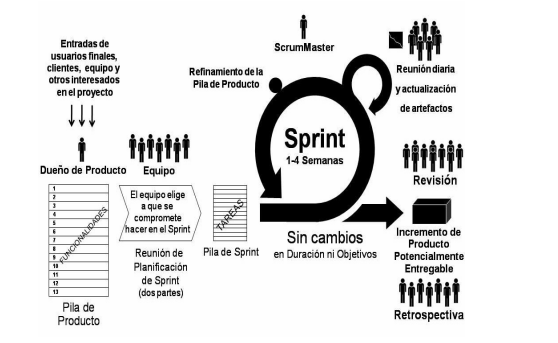 Entradas de
usuarios finales,
clientes, equipo y
otros interesados
en el proyecto
Dueño de Producto
Equipo
1
2
3
4
5
6
7
8
9
10
11
12
13
FUNCIONALIDADES
Pila de
Producto
El equipo elige
a que se
compromete
hacer en el Sprint
Reunión de
Planificación
de Sprint
(dos partes)
TAREAS
Pila de Sprint
ScrumMaster
Refinamiento de la
Pila de Producto
Sprint
1-4 Semanas
Sin cambios
en Duración ni Objetivos
Reunión diaria
y actualización
de artefactos
Revisión
Incremento de
Producto
Potencialmente
Entregable
Retrospectiva